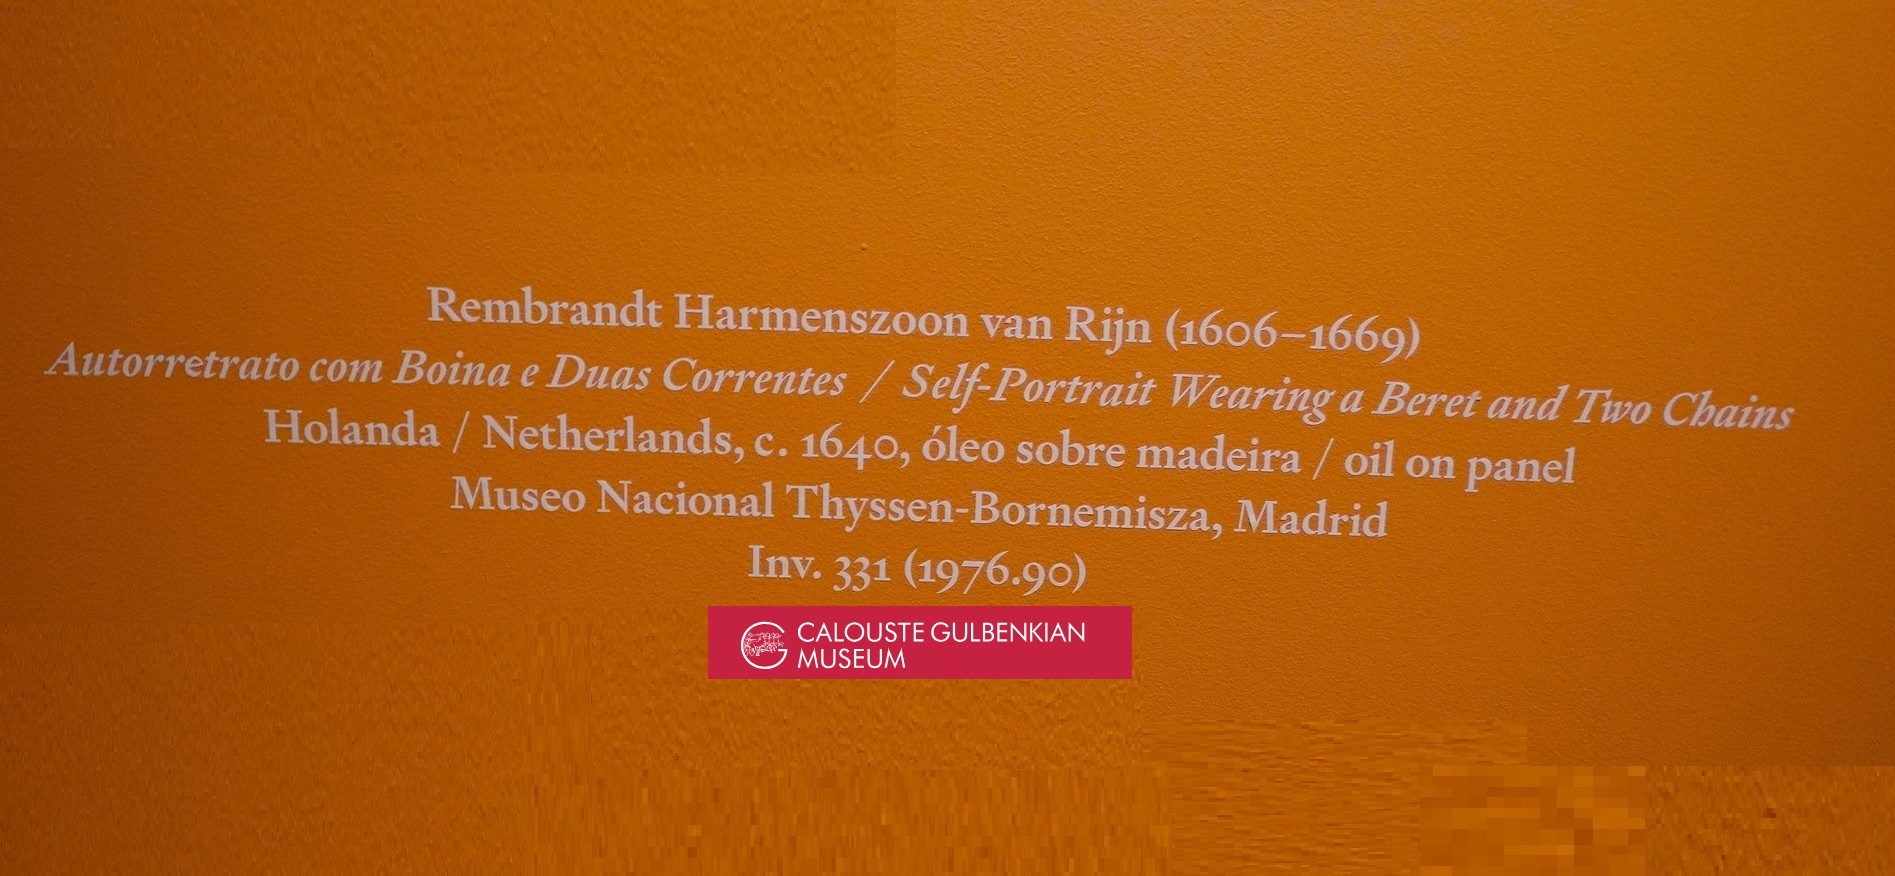 Rembrandt Harmenszoon van Rijn (1606–1669)
Autorretrato com Boina e Duas Correntes / Self-Portrait Wearing a Beret and Two Chains
Holanda / Netherlands, c. 1640, óleo sobre madeira / oil on panel
Museo Nacional Thyssen-Bornemisza, Madrid
Inv. 331 (1976.90)
CALOUSTE GULBENKIAN
MUSEUM